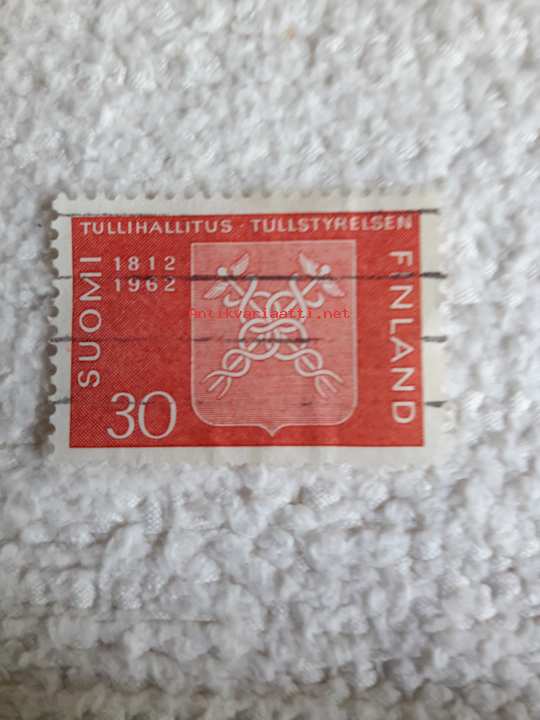 TULLIHALLITUS · TULLSTYRELSEN
SUOMI
1812
1962
FINLAND
Antikvariaatti.net
30